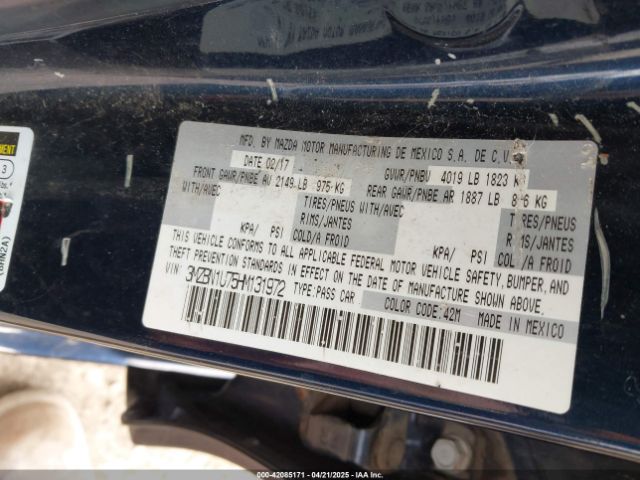 MFD. BY MAZDA MOTOR MANUFACTURING DE MEXICO S.A. DE C.V.
DATE 02/17 GVWR/PNBV 4019 LB 1823 K
FRONT GAWR/PNBE AV 2149 LB 975 KG REAR GAWR/PNBE AR 1887 LB 8 6 KG
WITH/AVEC TIRES/PNEUS WITH/AVEC TIRES/PNEUS
RIMS/JANTES RIMS/JANTES
KPA/ PSI COLD/A FROID KPA/ PSI COLD/A FROID
THIS VEHICLE CONFORMS TO ALL APPLICABLE FEDERAL MOTOR VEHICLE SAFETY, BUMPER, AND
THEFT PREVENTION STANDARDS IN EFFECT ON THE DATE OF MANUFACTURE SHOWN ABOVE.
VIN: 3MZBN1U75HM131972 TYPE: PASS CAR
COLOR CODE: 42M MADE IN MEXICO
(BHN2A)
000-42085171 - 04/21/2025 - IAA Inc.